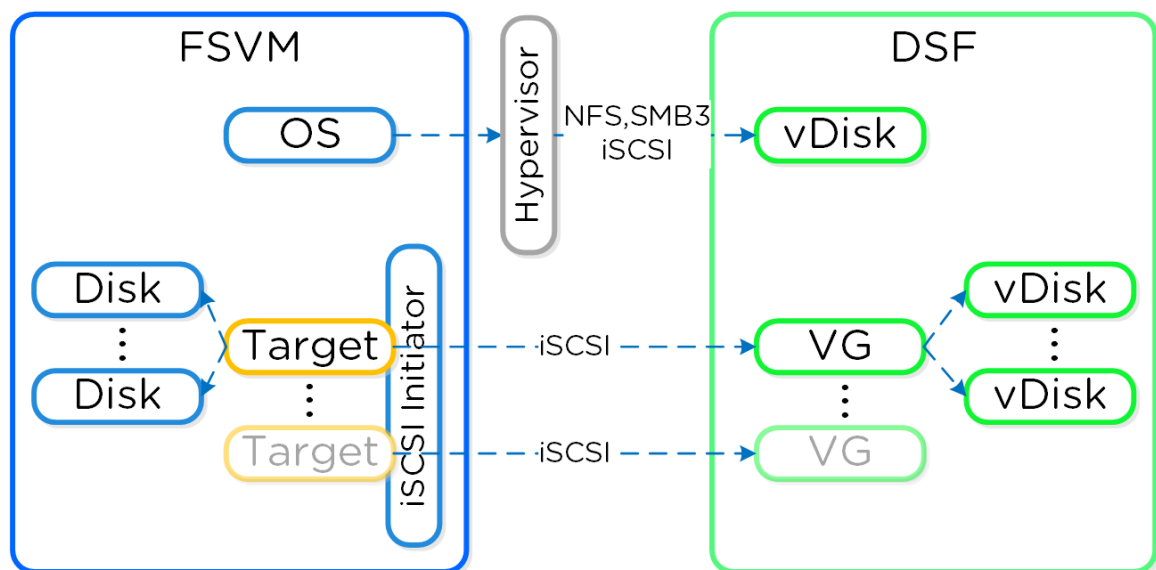 FSVM
DSF
OS
Hypervisor
NFS,SMB3
iSCSI
vDisk
Disk
Disk
Target
Target
iSCSI Initiator
iSCSI
iSCSI
VG
VG
vDisk
vDisk